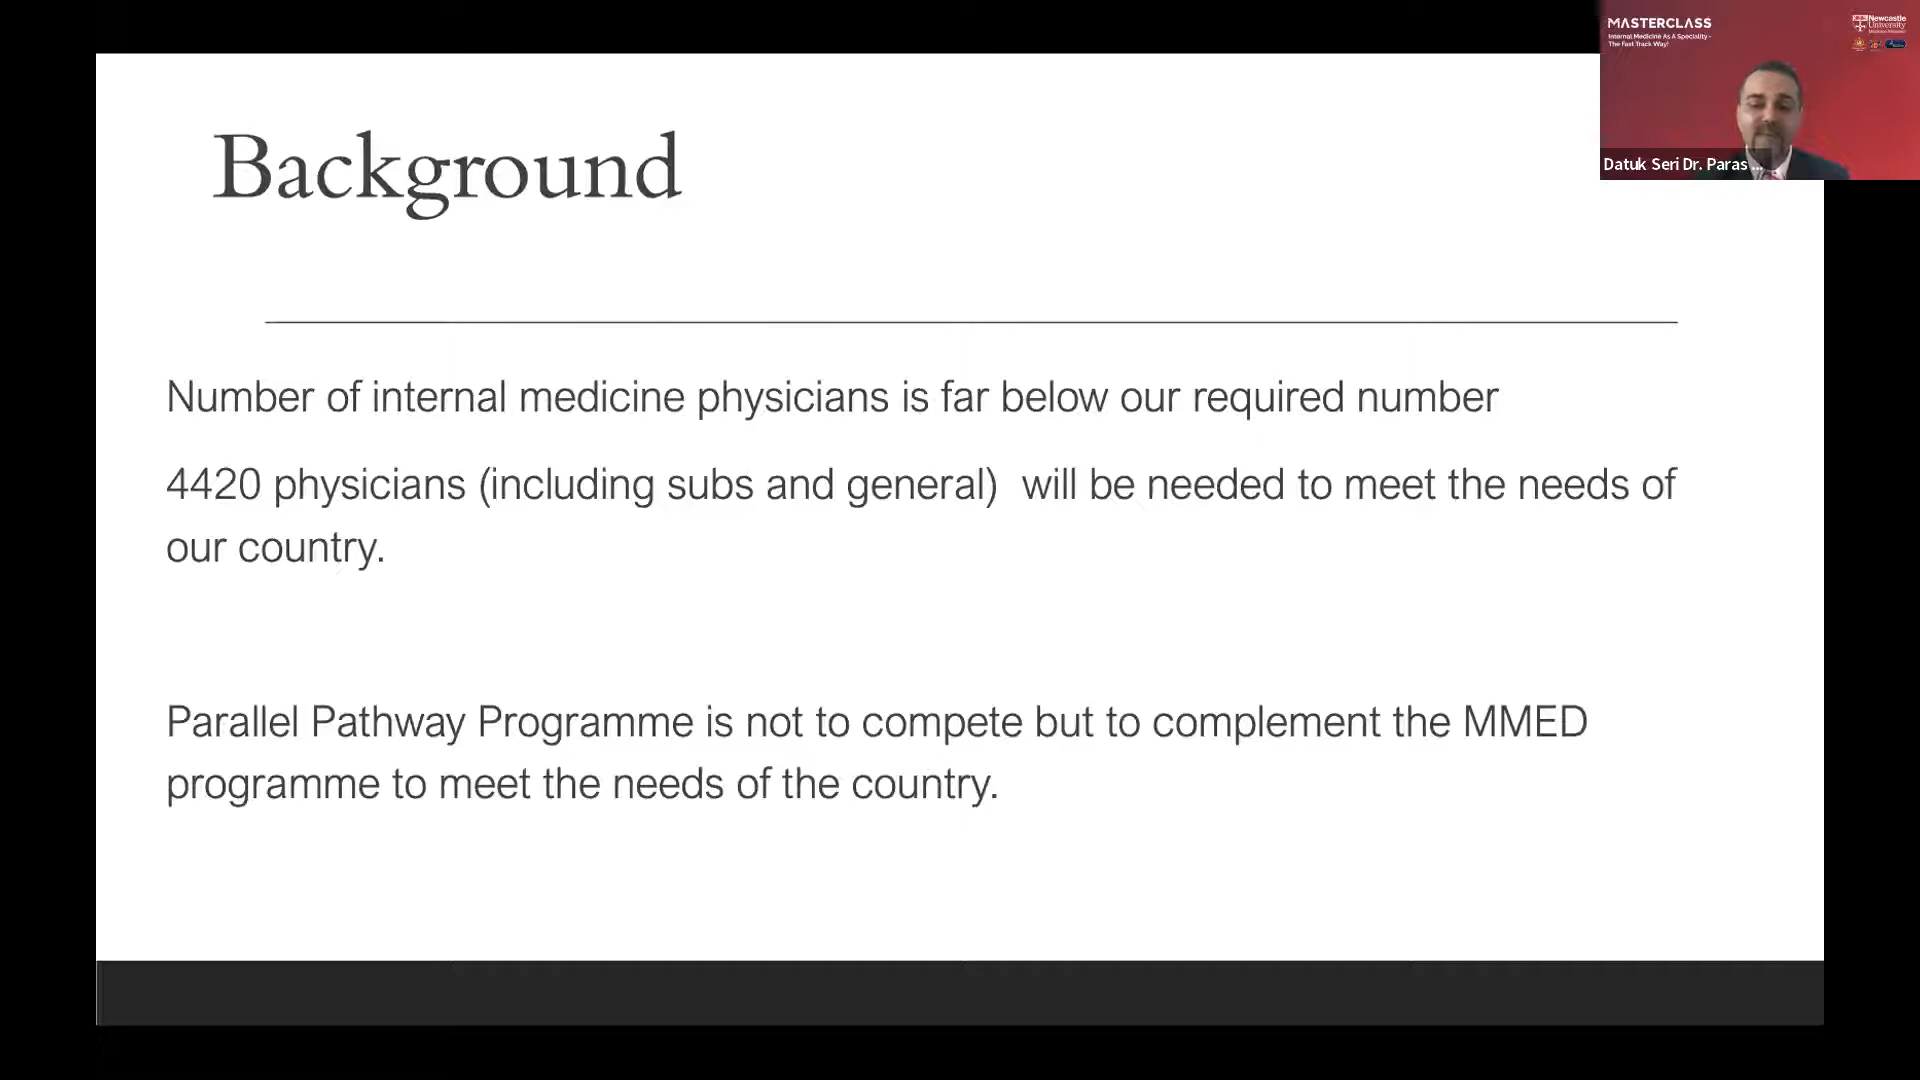 MASTERCLASS
Internal Medicine As A Speciality -
The Fast Track Way!
Newcastle
University
Datuk Seri Dr. Paras ...
Background
Number of internal medicine physicians is far below our required number
4420 physicians (including subs and general)  will be needed to meet the needs of
our country.
Parallel Pathway Programme is not to compete but to complement the MMED
programme to meet the needs of the country.